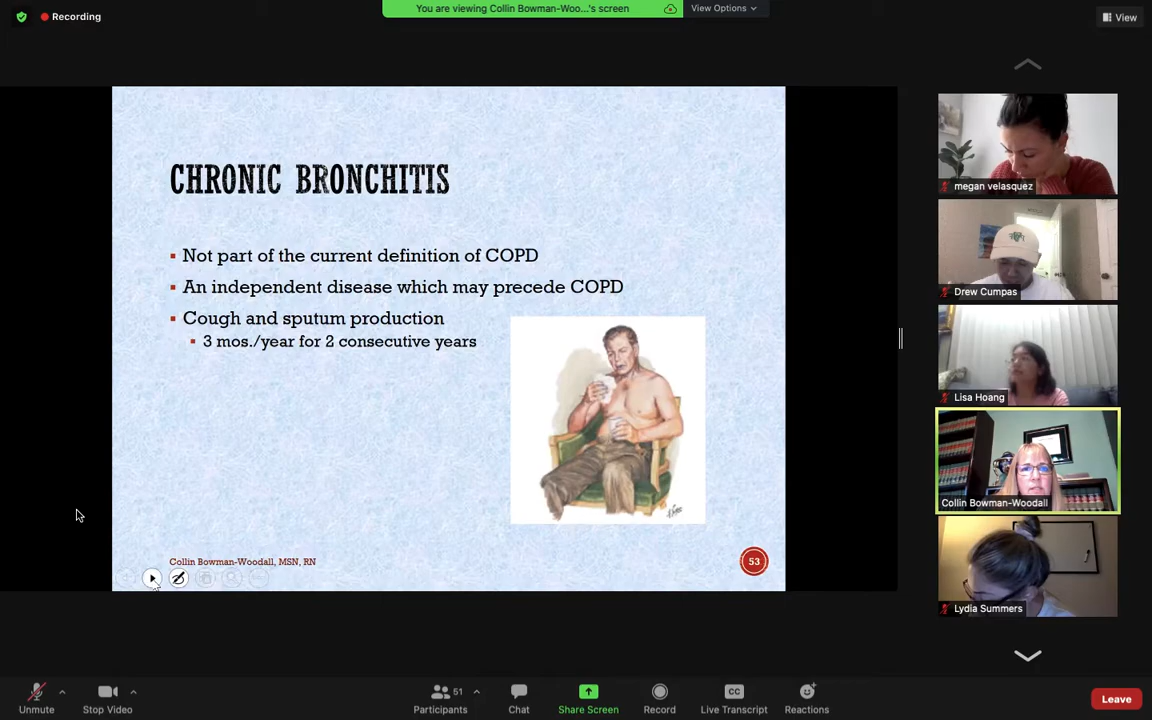 Recording
You are viewing Collin Bowman-Woo...'s screen
View Options
View
CHRONIC BRONCHITIS
Not part of the current definition of COPD
An independent disease which may precede COPD
Cough and sputum production
3 mos./year for 2 consecutive years
Collin Bowman-Woodall, MSN, RN
53
megan velasquez
Drew Cumpas
Lisa Hoang
Collin Bowman-Woodall
Lydia Summers
Unmute
Stop Video
51
Participants
Chat
Share Screen
Record
CC
Live Transcript
Reactions
Leave